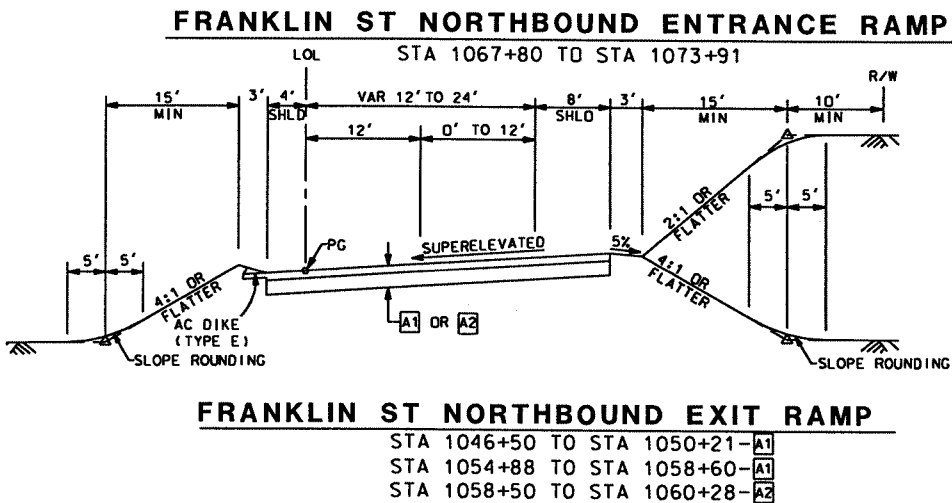 FRANKLIN ST NORTHBOUND ENTRANCE RAMP
STA 1067+80 TO STA 1073+91
LOL
R/W
15' MIN
3'
4' SHLD
VAR 12' TO 24'
8' SHLD
3'
15' MIN
10' MIN
12'
0' TO 12'
5'
5'
2:1 OR FLATTER
PG
SUPERELEVATED
5%
5'
5'
4:1 OR FLATTER
4:1 OR FLATTER
AC DIKE
(TYPE E)
A1 OR A2
SLOPE ROUNDING
SLOPE ROUNDING
FRANKLIN ST NORTHBOUND EXIT RAMP
STA 1046+50 TO STA 1050+21-A1
STA 1054+88 TO STA 1058+60-A1
STA 1058+50 TO STA 1060+28-A2